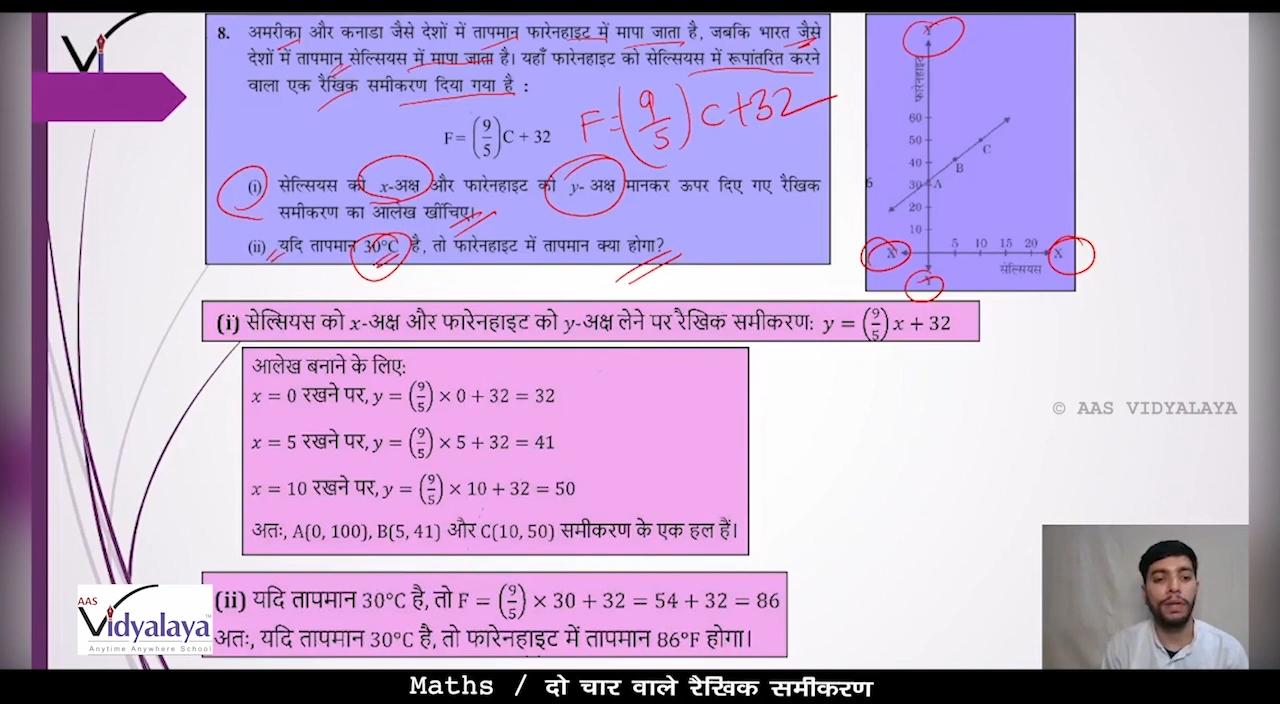 8. अमरीका और कनाडा जैसे देशों में तापमान फारेनहाइट में मापा जाता है, जबकि भारत जैसे
देशों में तापमान सेल्सियस में मापा जाता है। यहाँ फारेनहाइट को सेल्सियस में रूपांतरित करने
वाला एक रैखिक समीकरण दिया गया है :
F = (9/5)C + 32
F = (9/5) C + 32
(i) सेल्सियस को x-अक्ष और फारेनहाइट को y- अक्ष मानकर ऊपर दिए गए रैखिक
समीकरण का आलेख खींचिए।
(ii) यदि तापमान 30°C है, तो फारेनहाइट में तापमान क्या होगा?
फारेनहाइट
60
50
40
30
20
10
A
B
C
5 10 15 20
X' X
सेल्सियस
6
(i) सेल्सियस को x-अक्ष और फारेनहाइट को y-अक्ष लेने पर रैखिक समीकरण: y = (9/5) x + 32
आलेख बनाने के लिए:
x = 0 रखने पर, y = (9/5) × 0 + 32 = 32
x = 5 रखने पर, y = (9/5) × 5 + 32 = 41
x = 10 रखने पर, y = (9/5) × 10 + 32 = 50
अतः, A(0, 100), B(5, 41) और C(10, 50) समीकरण के एक हल हैं।
(ii) यदि तापमान 30°C है, तो F = (9/5) × 30 + 32 = 54 + 32 = 86
अतः, यदि तापमान 30°C है, तो फारेनहाइट में तापमान 86°F होगा।
© AAS VIDYALAYA
AAS
Vidyalaya
Anytime Anywhere School
Maths / दो चार वाले रैखिक समीकरण